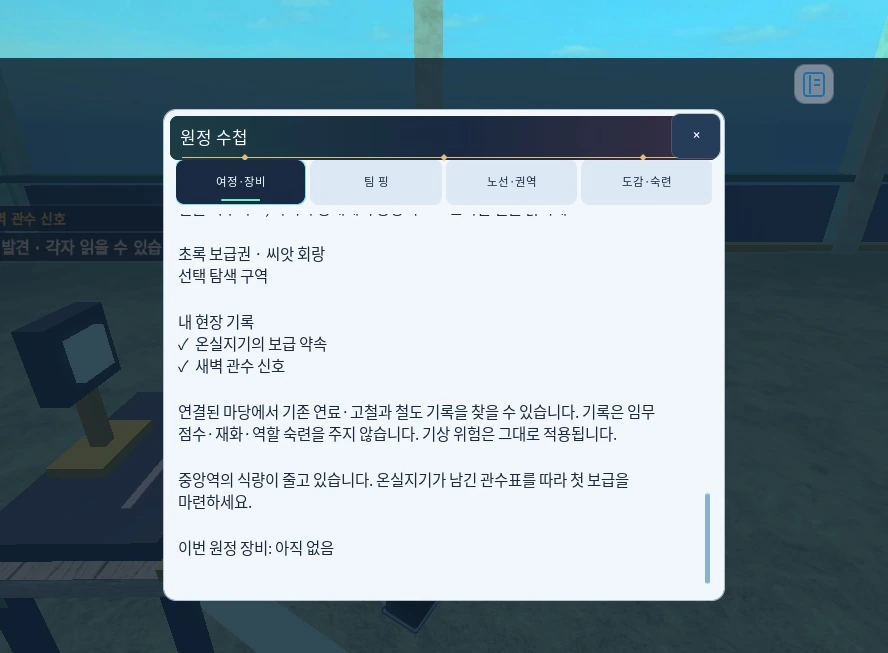 원정 수첩
×
여정·장비
팀 핑
노선·권역
도감·숙련
관수 신호
발견 · 각자 읽을 수 있습
초록 보급권 · 씨앗 회랑
선택 탐색 구역
내 현장 기록
✓ 온실지기의 보급 약속
✓ 새벽 관수 신호
연결된 마당에서 기존 연료·고철과 철도 기록을 찾을 수 있습니다. 기록은 임무
점수·재화·역할 숙련을 주지 않습니다. 기상 위험은 그대로 적용됩니다.
중앙역의 식량이 줄고 있습니다. 온실지기가 남긴 관수표를 따라 첫 보급을
마련하세요.
이번 원정 장비: 아직 없음